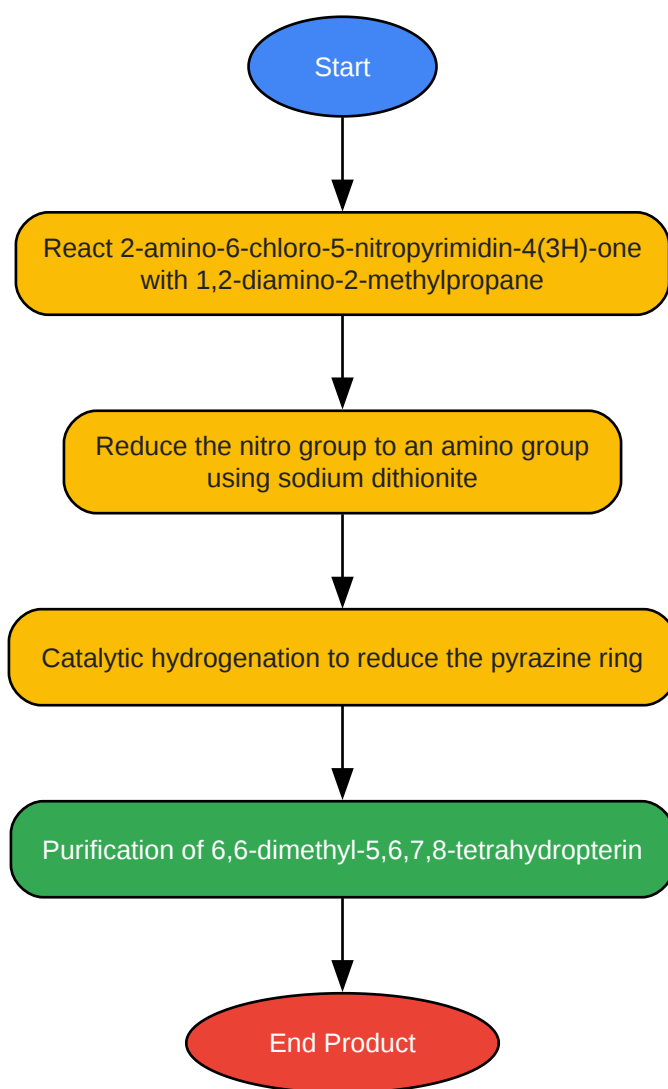 Start
React 2-amino-6-chloro-5-nitropyrimidin-4(3H)-one
with 1,2-diamino-2-methylpropane
Reduce the nitro group to an amino group
using sodium dithionite
Catalytic hydrogenation to reduce the pyrazine ring
Purification of 6,6-dimethyl-5,6,7,8-tetrahydropterin
End Product